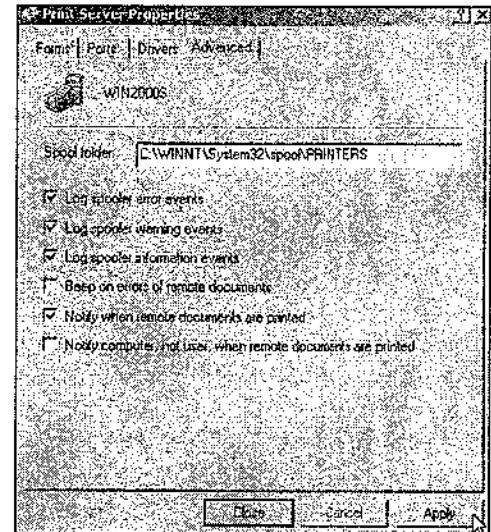 Print Server Properties
Forms Ports Drivers Advanced
WIN2000S
Spool folder: C:\WINNT\System32\spool\PRINTERS
Log spooler error events
Log spooler warning events
Log spooler information events
Beep on errors of remote documents
Notify when remote documents are printed
Notify computer, not user, when remote documents are printed
Close Cancel Apply